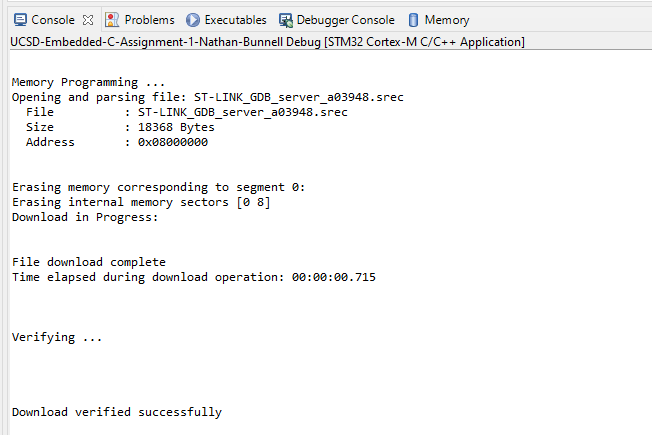 Console Problems Executables Debugger Console Memory
UCSD-Embedded-C-Assignment-1-Nathan-Bunnell Debug [STM32 Cortex-M C/C++ Application]
Memory Programming ...
Opening and parsing file: ST-LINK_GDB_server_a03948.srec
File : ST-LINK_GDB_server_a03948.srec
Size : 18368 Bytes
Address : 0x08000000
Erasing memory corresponding to segment 0:
Erasing internal memory sectors [0 8]
Download in Progress:
File download complete
Time elapsed during download operation: 00:00:00.715
Verifying ...
Download verified successfully